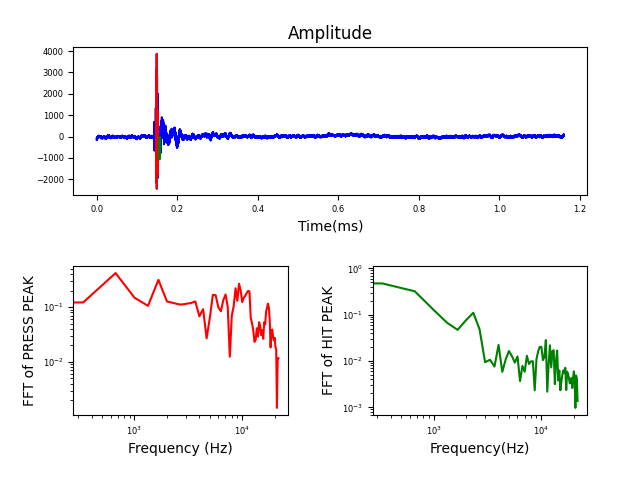 Amplitude
4000
3000
2000
1000
0
−1000
−2000
0.0 0.2 0.4 0.6 0.8 1.0 1.2
Time(ms)
FFT of PRESS PEAK
10⁻¹
10⁻²
10³ 10⁴
Frequency (Hz)
FFT of HIT PEAK
10⁰
10⁻¹
10⁻²
10⁻³
10³ 10⁴
Frequency(Hz)